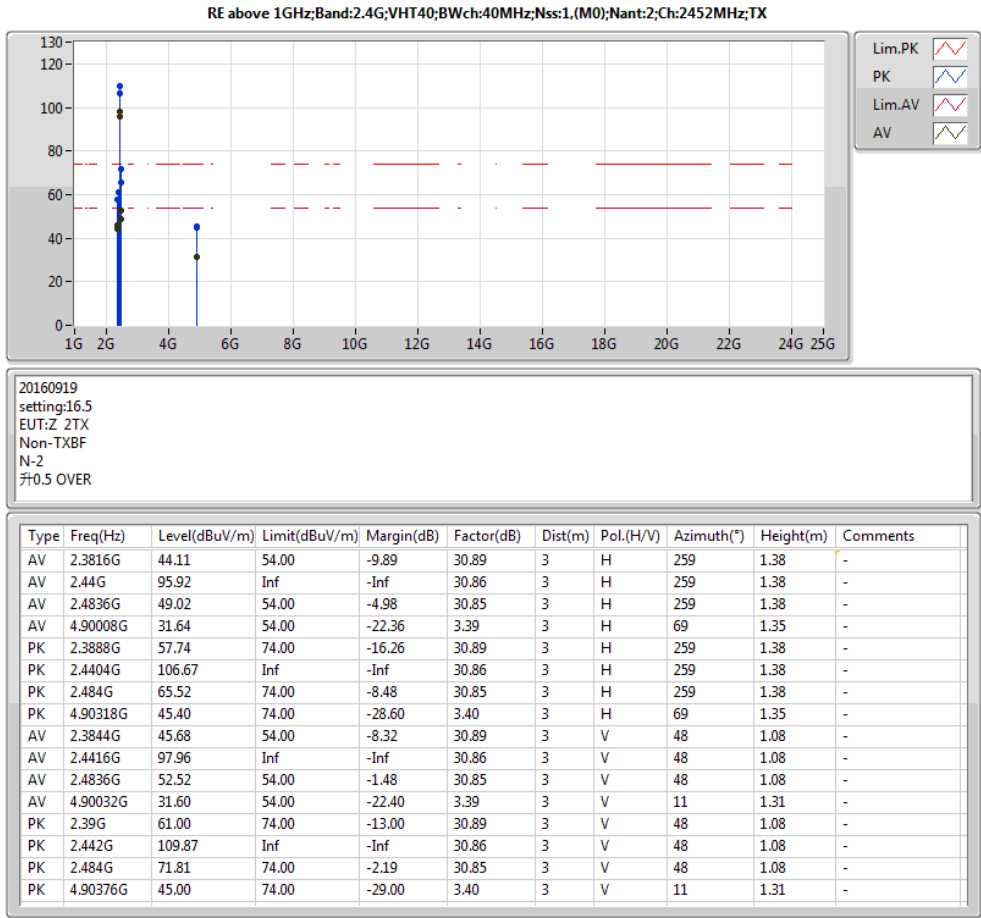 RE above 1GHz;Band:2.4G;VHT40;BWch:40MHz;Nss:1,(M0);Nant:2;Ch:2452MHz;TX
130
120
100
80
60
40
20
0
1G 2G 4G 6G 8G 10G 12G 14G 16G 18G 20G 22G 24G 25G
Lim.PK
PK
Lim.AV
AV
20160919
setting:16.5
EUT:Z 2TX
Non-TXBF
N-2
升0.5 OVER
Type Freq(Hz) Level(dBuV/m) Limit(dBuV/m) Margin(dB) Factor(dB) Dist(m) Pol.(H/V) Azimuth(°) Height(m) Comments
AV 2.3816G 44.11 54.00 -9.89 30.89 3 H 259 1.38 -
AV 2.44G 95.92 Inf -Inf 30.86 3 H 259 1.38 -
AV 2.4836G 49.02 54.00 -4.98 30.85 3 H 259 1.38 -
AV 4.90008G 31.64 54.00 -22.36 3.39 3 H 69 1.35 -
PK 2.3888G 57.74 74.00 -16.26 30.89 3 H 259 1.38 -
PK 2.4404G 106.67 Inf -Inf 30.86 3 H 259 1.38 -
PK 2.484G 65.52 74.00 -8.48 30.85 3 H 259 1.38 -
PK 4.90318G 45.40 74.00 -28.60 3.40 3 H 69 1.35 -
AV 2.3844G 45.68 54.00 -8.32 30.89 3 V 48 1.08 -
AV 2.4416G 97.96 Inf -Inf 30.86 3 V 48 1.08 -
AV 2.4836G 52.52 54.00 -1.48 30.85 3 V 48 1.08 -
AV 4.90032G 31.60 54.00 -22.40 3.39 3 V 11 1.31 -
PK 2.39G 61.00 74.00 -13.00 30.89 3 V 48 1.08 -
PK 2.442G 109.87 Inf -Inf 30.86 3 V 48 1.08 -
PK 2.484G 71.81 74.00 -2.19 30.85 3 V 48 1.08 -
PK 4.90376G 45.00 74.00 -29.00 3.40 3 V 11 1.31 -